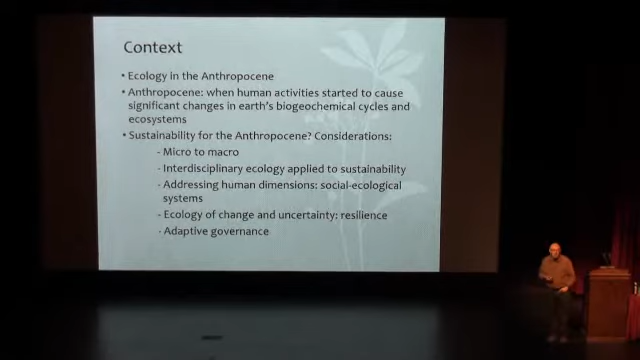 Context
• Ecology in the Anthropocene
• Anthropocene: when human activities started to cause
significant changes in earth's biogeochemical cycles and
ecosystems
• Sustainability for the Anthropocene? Considerations:
- Micro to macro
- Interdisciplinary ecology applied to sustainability
- Addressing human dimensions: social-ecological
systems
- Ecology of change and uncertainty: resilience
- Adaptive governance